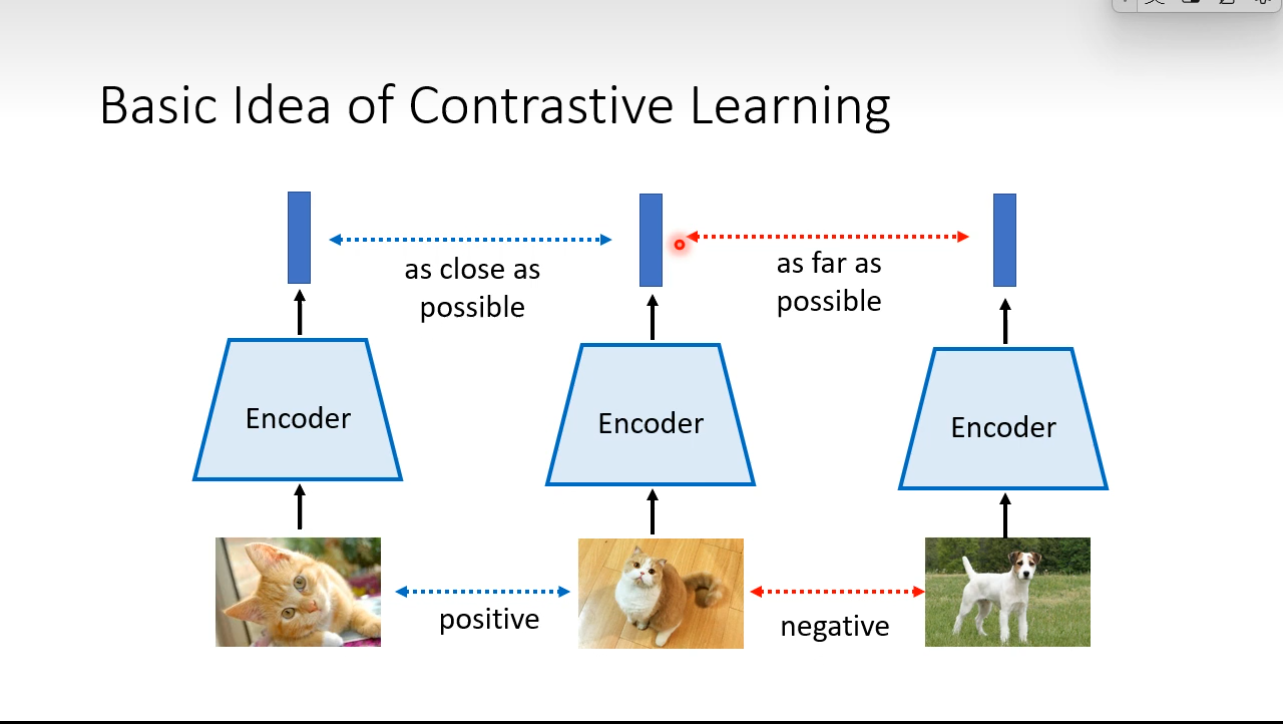 Basic Idea of Contrastive Learning
as close as
possible
as far as
possible
Encoder
Encoder
Encoder
positive
negative